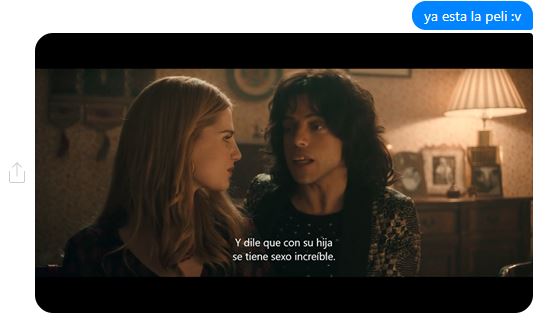 ya esta la peli :v
Y dile que con su hija
se tiene sexo increíble.